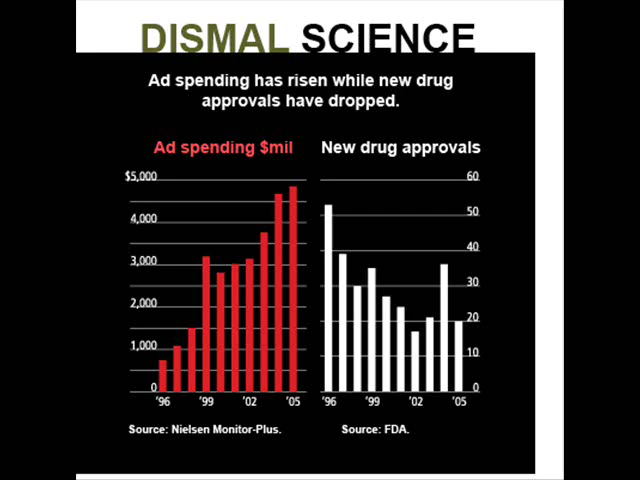 DISMAL SCIENCE
Ad spending has risen while new drug
approvals have dropped.
Ad spending $mil
$5,000
4,000
3,000
2,000
1,000
0
'96 '99 '02 '05
Source: Nielsen Monitor-Plus.
New drug approvals
60
50
40
30
20
10
0
'96 '99 '02 '05
Source: FDA.